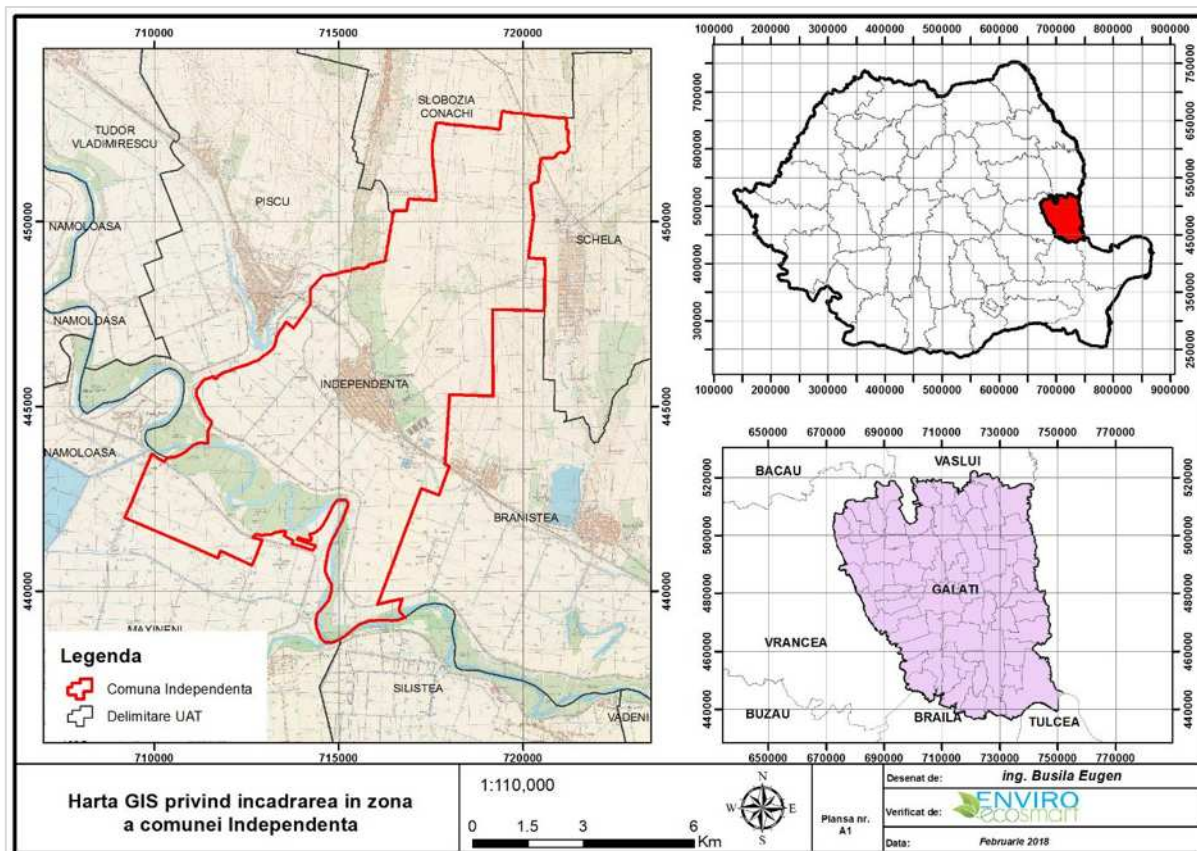 710000 715000 720000
450000
445000
440000
TUDOR
VLADIMIRESCU
SLOBOZIA
CONACHI
PISCU
NAMOLOASA
SCHELA
NAMOLOASA
INDEPENDENTA
NAMOLOASA
BRANISTEA
MAXINENI
SILISTEA
VADENI
Legenda
Comuna Independenta
Delimitare UAT
450000
445000
440000
710000 715000 720000
100000 200000 300000 400000 500000 600000 700000 800000 900000
300000 400000 500000 600000 700000
250000 350000 450000 550000 650000 750000
100000 200000 300000 400000 500000 600000 700000 800000 900000
650000 670000 690000 710000 730000 750000 770000
440000 460000 480000 500000 520000
BACAU
VASLUI
GALATI
VRANCEA
BUZAU
BRAILA
TULCEA
440000 460000 480000 500000 520000
650000 670000 690000 710000 730000 750000 770000
Harta GIS privind incadrarea in zona
a comunei Independenta
1:110,000
0 1.5 3 6
Km
N
W E
S
Plansa nr.
A1
Desenat de: ing. Busila Eugen
Verificat de: ENVIRO
ecosmart
Data: Februarie 2018